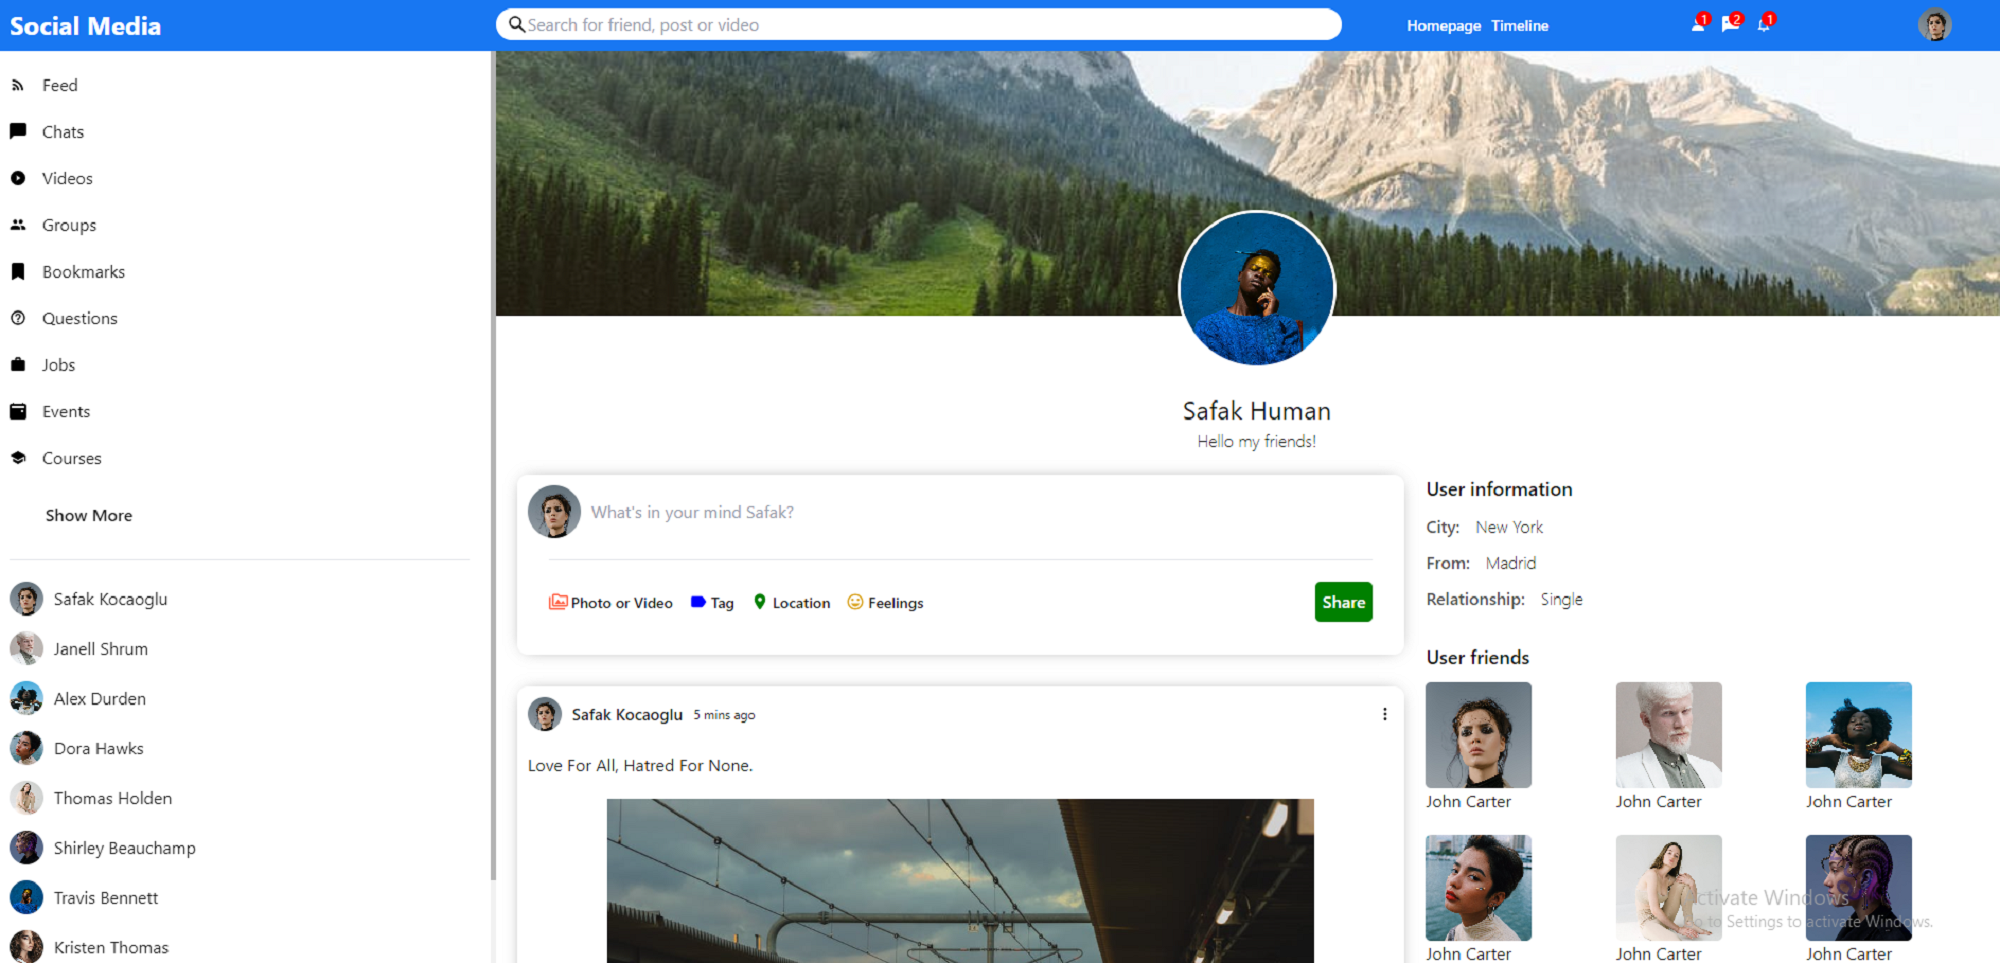 Social Media
Search for friend, post or video
Homepage Timeline
1
2
1
Feed
Chats
Videos
Groups
Bookmarks
Questions
Jobs
Events
Courses
Show More
Safak Kocaoglu
Janell Shrum
Alex Durden
Dora Hawks
Thomas Holden
Shirley Beauchamp
Travis Bennett
Kristen Thomas
Safak Human
Hello my friends!
What's in your mind Safak?
Photo or Video Tag Location Feelings Share
Safak Kocaoglu 5 mins ago
Love For All, Hatred For None.
User information
City: New York
From: Madrid
Relationship: Single
User friends
John Carter John Carter John Carter
John Carter John Carter John Carter
Activate Windows
Go to Settings to activate Windows.